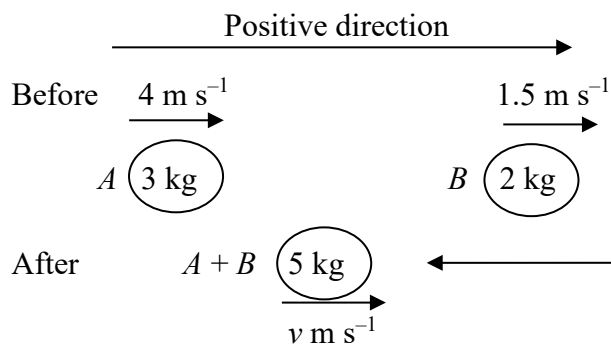 Positive direction
Before 4 m s⁻¹ 1.5 m s⁻¹
A 3 kg B 2 kg
After A + B 5 kg
v m s⁻¹